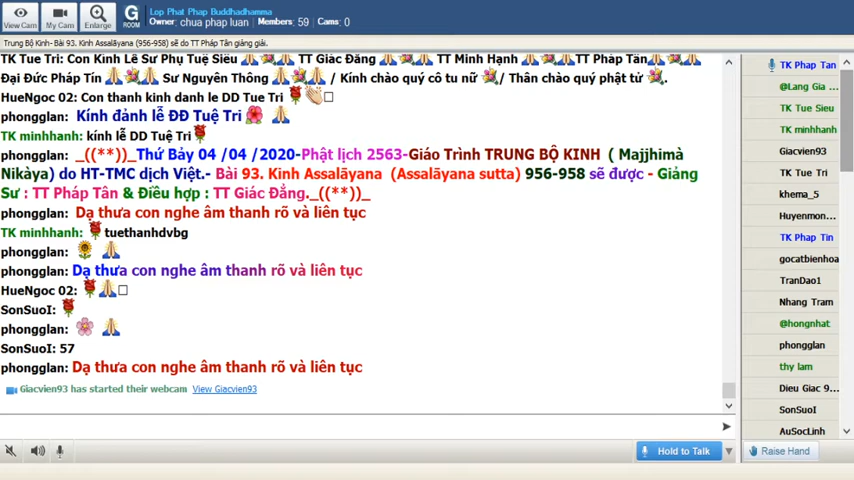 Lop Phat Phap Buddhadhamma
Owner: chua phap luan Members: 59 Cams: 0
View Cam
My Cam
Enlarge
G
ROOM
Trung Bộ Kinh- Bài 93. Kinh Assalāyana (956-958) sẽ do TT Pháp Tân giảng giải.
TK Tue Tri: Con Kinh Lễ Sư Phụ Tuệ Siêu TT Giác Đẳng TT Minh Hạnh TT Pháp Tân
Đại Đức Pháp Tín Sư Nguyên Thông / Kính chào quý cô tu nữ / Thân chào quý phật tử .
HueNgoc 02: Con thanh kinh danh le DD Tue Tri
phongglan: Kính đảnh lễ ĐĐ Tuệ Tri
TK minhhanh: kính lễ DD Tuệ Tri
phongglan: _((**))_Thứ Bảy 04 /04 /2020-Phật lịch 2563-Giáo Trình TRUNG BỘ KINH ( Majjhimà
Nikàya) do HT-TMC dịch Việt.- Bài 93. Kinh Assalāyana (Assalāyana sutta) 956-958 sẽ được - Giảng
Sư : TT Pháp Tân & Điều hợp : TT Giác Đẳng._((**))_
phongglan: Dạ thưa con nghe âm thanh rõ và liên tục
TK minhhanh: tuethanhdvbg
phongglan:
phongglan: Dạ thưa con nghe âm thanh rõ và liên tục
HueNgoc 02:
SonSuoI:
phongglan:
SonSuoI: 57
phongglan: Dạ thưa con nghe âm thanh rõ và liên tục
Giacvien93 has started their webcam View Giacvien93
Hold to Talk
Raise Hand
TK Phap Tan
@Lang Gia ...
TK Tue Sieu
TK minhhanh
Giacvien93
TK Tue Tri
khema_5
Huyenmon...
TK Phap Tin
gocatbienhoa
TranDao1
Nhang Tram
@hongnhat
phongglan
thy lam
Dieu Giac 9...
SonSuoI
AuSocLinh